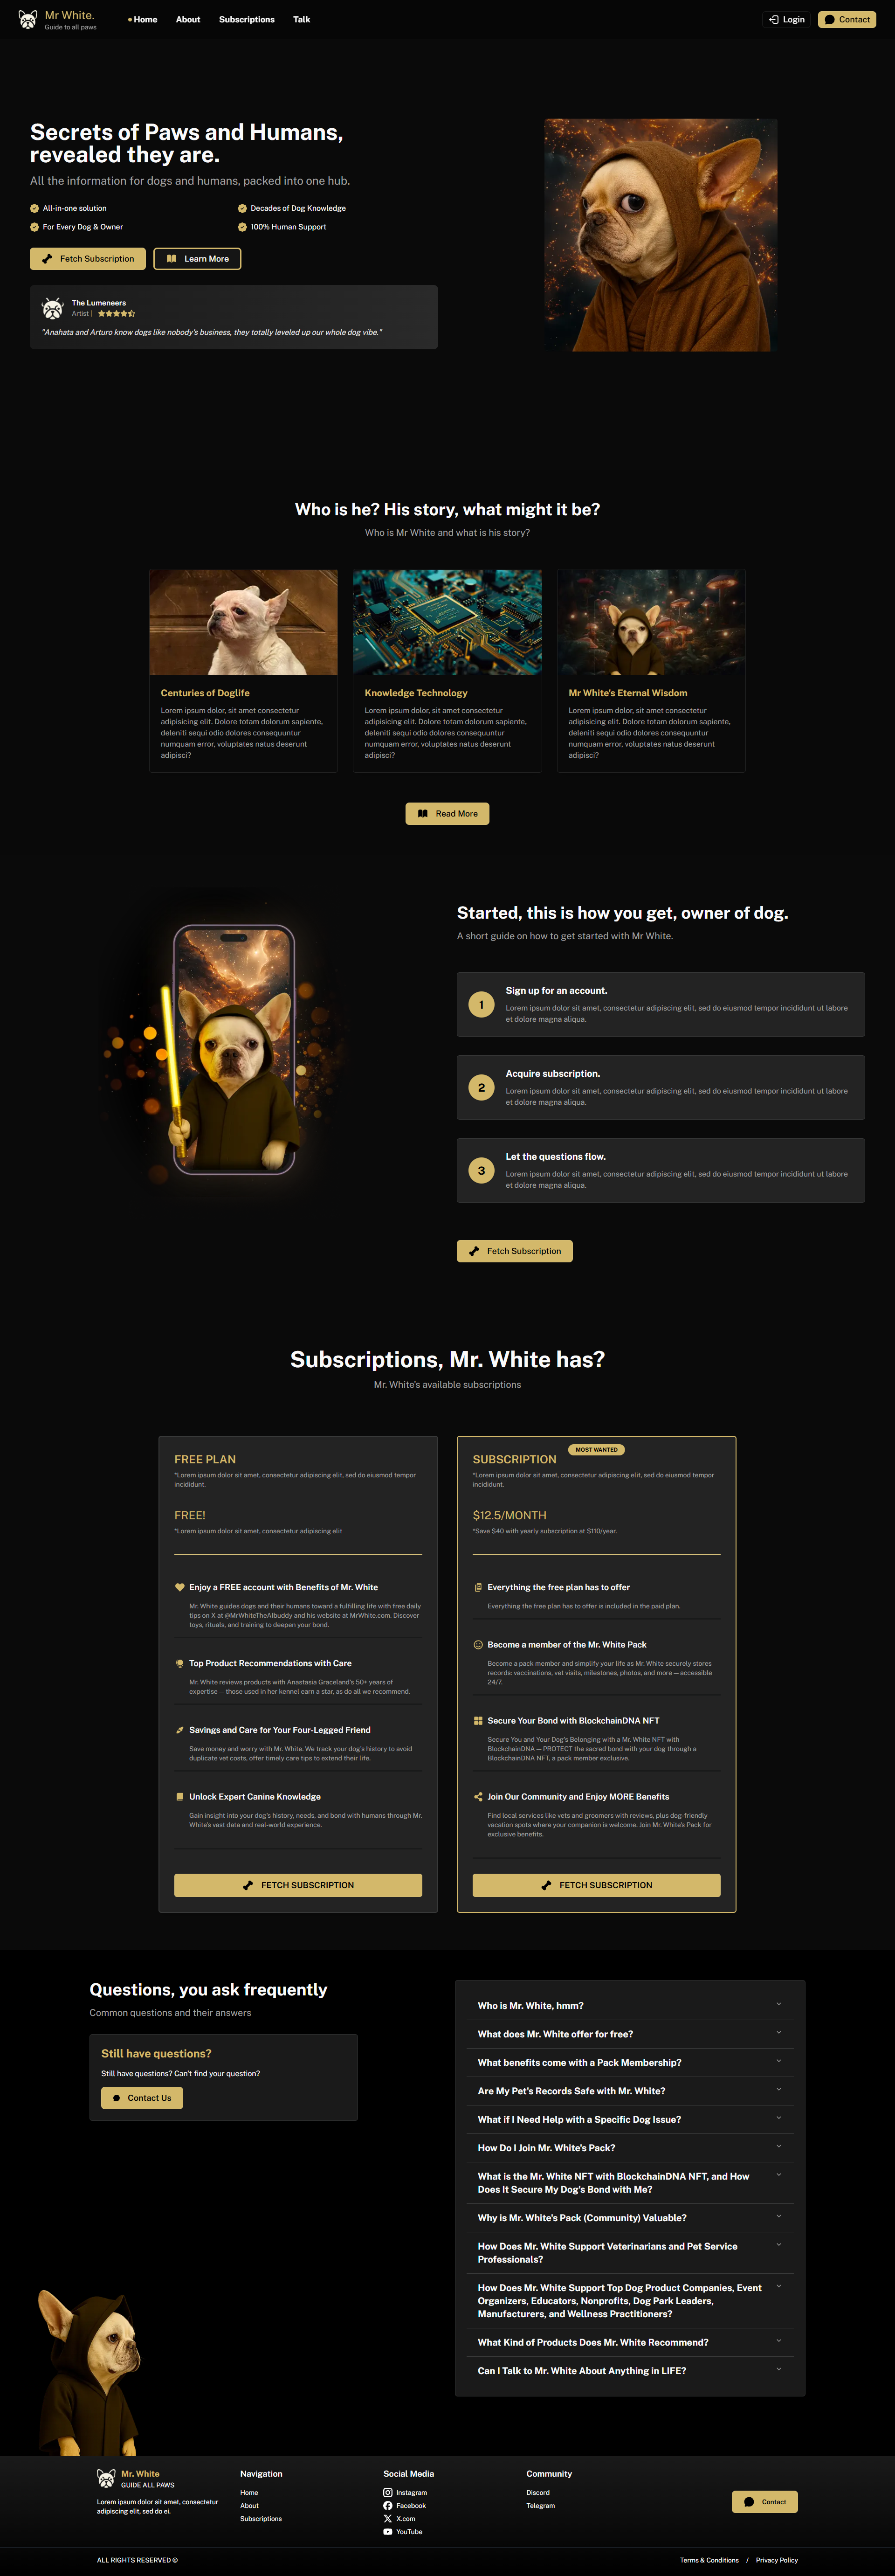 Mr White.
Guide to all paws
Home
About
Subscriptions
Talk
Login
Contact
Secrets of Paws and Humans,
revealed they are.
All the information for dogs and humans, packed into one hub.
All-in-one solution
Decades of Dog Knowledge
For Every Dog & Owner
100% Human Support
Fetch Subscription
Learn More
The Lumeneers
Artist |
"Anahata and Arturo know dogs like nobody's business, they totally leveled up our whole dog vibe."
Who is he? His story, what might it be?
Who is Mr White and what is his story?
Centuries of Doglife
Lorem ipsum dolor, sit amet consectetur
adipisicing elit. Dolore totam dolorum sapiente,
deleniti sequi odio dolores consequuntur
numquam error, voluptates natus deserunt
adipisci?
Knowledge Technology
Lorem ipsum dolor, sit amet consectetur
adipisicing elit. Dolore totam dolorum sapiente,
deleniti sequi odio dolores consequuntur
numquam error, voluptates natus deserunt
adipisci?
Mr White's Eternal Wisdom
Lorem ipsum dolor, sit amet consectetur
adipisicing elit. Dolore totam dolorum sapiente,
deleniti sequi odio dolores consequuntur
numquam error, voluptates natus deserunt
adipisci?
Read More
Started, this is how you get, owner of dog.
A short guide on how to get started with Mr White.
1
Sign up for an account.
Lorem ipsum dolor sit amet, consectetur adipiscing elit, sed do eiusmod tempor incididunt ut labore
et dolore magna aliqua.
2
Acquire subscription.
Lorem ipsum dolor sit amet, consectetur adipiscing elit, sed do eiusmod tempor incididunt ut labore
et dolore magna aliqua.
3
Let the questions flow.
Lorem ipsum dolor sit amet, consectetur adipiscing elit, sed do eiusmod tempor incididunt ut labore
et dolore magna aliqua.
Fetch Subscription
Subscriptions, Mr. White has?
Mr. White's available subscriptions
FREE PLAN
*Lorem ipsum dolor sit amet, consectetur adipiscing elit, sed do eiusmod tempor
incididunt.
FREE!
*Lorem ipsum dolor sit amet, consectetur adipiscing elit
Enjoy a FREE account with Benefits of Mr. White
Mr. White guides dogs and their humans toward a fulfilling life with free daily
tips on X at @MrWhiteTheAIbuddy and his website at MrWhite.com. Discover
toys, rituals, and training to deepen your bond.
Top Product Recommendations with Care
Mr. White reviews products with Anastasia Graceland's 50+ years of
expertise — those used in her kennel earn a star, as do all we recommend.
Savings and Care for Your Four-Legged Friend
Save money and worry with Mr. White. We track your dog's history to avoid
duplicate vet costs, offer timely care tips to extend their life.
Unlock Expert Canine Knowledge
Gain insight into your dog's history, needs, and bond with humans through Mr.
White's vast data and real-world experience.
FETCH SUBSCRIPTION
MOST WANTED
SUBSCRIPTION
*Lorem ipsum dolor sit amet, consectetur adipiscing elit, sed do eiusmod tempor
incididunt.
$12.5/MONTH
*Save $40 with yearly subscription at $110/year.
Everything the free plan has to offer
Everything the free plan has to offer is included in the paid plan.
Become a member of the Mr. White Pack
Become a pack member and simplify your life as Mr. White securely stores
records: vaccinations, vet visits, milestones, photos, and more — accessible
24/7.
Secure Your Bond with BlockchainDNA NFT
Secure You and Your Dog's Belonging with a Mr. White NFT with
BlockchainDNA — PROTECT the sacred bond with your dog through a
BlockchainDNA NFT, a pack member exclusive.
Join Our Community and Enjoy MORE Benefits
Find local services like vets and groomers with reviews, plus dog-friendly
vacation spots where your companion is welcome. Join Mr. White's Pack for
exclusive benefits.
FETCH SUBSCRIPTION
Questions, you ask frequently
Common questions and their answers
Still have questions?
Still have questions? Can't find your question?
Contact Us
Who is Mr. White, hmm?
What does Mr. White offer for free?
What benefits come with a Pack Membership?
Are My Pet's Records Safe with Mr. White?
What if I Need Help with a Specific Dog Issue?
How Do I Join Mr. White's Pack?
What is the Mr. White NFT with BlockchainDNA NFT, and How
Does It Secure My Dog's Bond with Me?
Why is Mr. White's Pack (Community) Valuable?
How Does Mr. White Support Veterinarians and Pet Service
Professionals?
How Does Mr. White Support Top Dog Product Companies, Event
Organizers, Educators, Nonprofits, Dog Park Leaders,
Manufacturers, and Wellness Practitioners?
What Kind of Products Does Mr. White Recommend?
Can I Talk to Mr. White About Anything in LIFE?
Mr. White
GUIDE ALL PAWS
Lorem ipsum dolor sit amet, consectetur
adipiscing elit, sed do ei.
Navigation
Home
About
Subscriptions
Social Media
Instagram
Facebook
X.com
YouTube
Community
Discord
Telegram
Contact
ALL RIGHTS RESERVED ©
Terms & Conditions / Privacy Policy